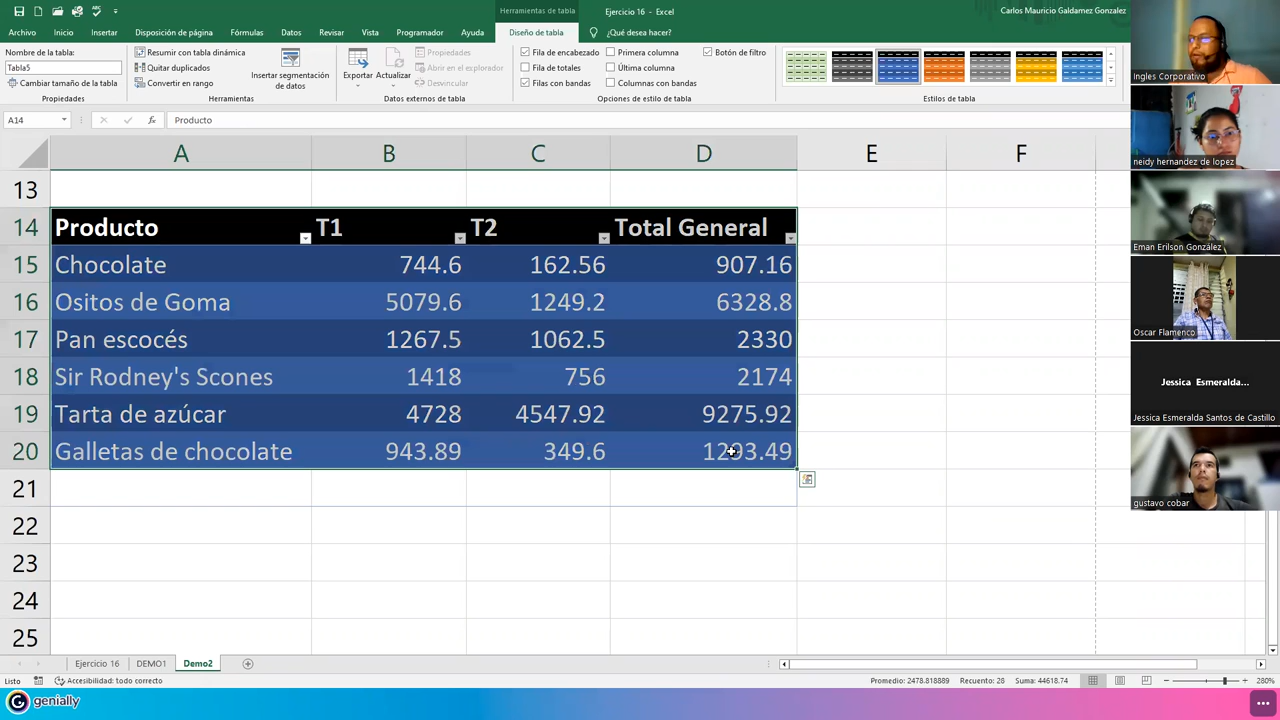 Herramientas de tabla
Ejercicio 16 - Excel
Carlos Mauricio Galdamez Gonzalez
Archivo Inicio Insertar Disposición de página Fórmulas Datos Revisar Vista Programador Ayuda Diseño de tabla ¿Qué desea hacer?
Nombre de la tabla:
Tabla5
Cambiar tamaño de la tabla
Propiedades
Resumir con tabla dinámica
Quitar duplicados
Convertir en rango
Insertar segmentación
de datos
Herramientas
Exportar Actualizar
Propiedades
Abrir en el explorador
Desvincular
Datos externos de tabla
Fila de encabezado Primera columna Botón de filtro
Fila de totales Última columna
Filas con bandas Columnas con bandas
Opciones de estilo de tabla
Estilos de tabla
A14 fx Producto
A B C D E F
13
14 Producto T1 T2 Total General
15 Chocolate 744.6 162.56 907.16
16 Ositos de Goma 5079.6 1249.2 6328.8
17 Pan escocés 1267.5 1062.5 2330
18 Sir Rodney's Scones 1418 756 2174
19 Tarta de azúcar 4728 4547.92 9275.92
20 Galletas de chocolate 943.89 349.6 1293.49
21
22
23
24
25
Ejercicio 16 DEMO1 Demo2
Listo Accesibilidad: todo correcto Promedio: 2478.818889 Recuento: 28 Suma: 44618.74 280%
genially
Ingles Corporativo
neidy hernandez de lopez
Eman Erilson González
Oscar Flamenco
Jessica Esmeralda...
Jessica Esmeralda Santos de Castillo
gustavo cobar